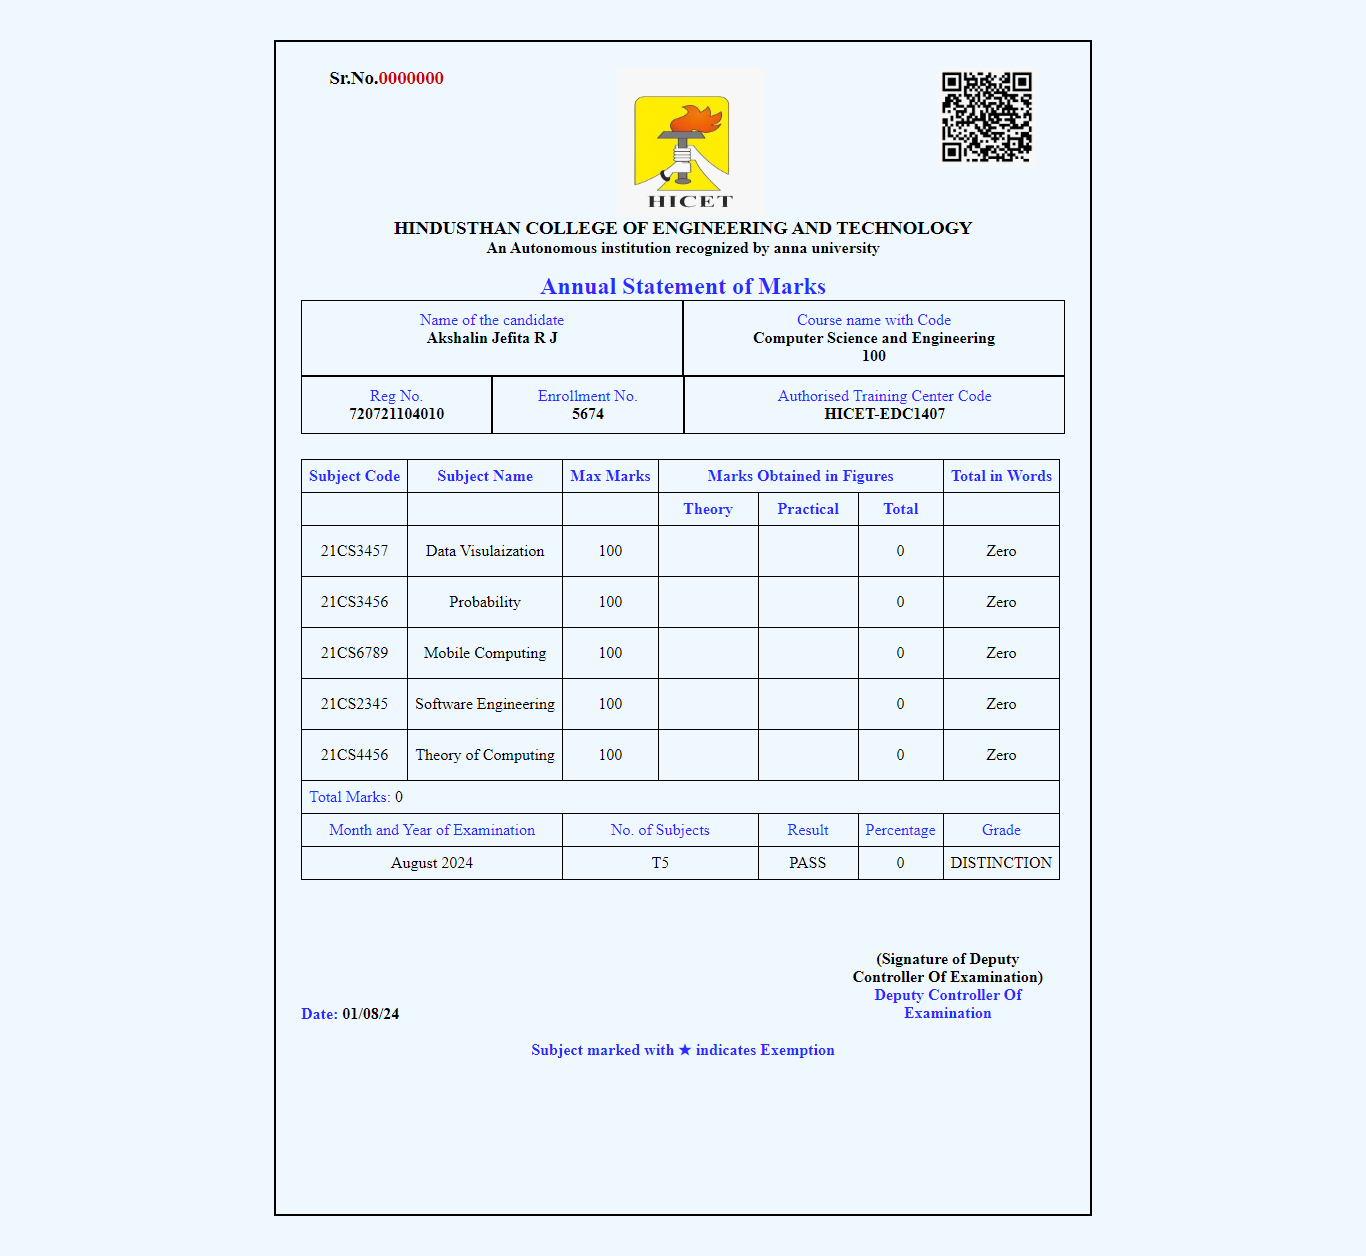 Sr.No.0000000
HICET
HINDUSTHAN COLLEGE OF ENGINEERING AND TECHNOLOGY
An Autonomous institution recognized by anna university
Annual Statement of Marks
Name of the candidate
Akshalin Jefita R J
Course name with Code
Computer Science and Engineering
100
Reg No.
720721104010
Enrollment No.
5674
Authorised Training Center Code
HICET-EDC1407
Subject Code Subject Name Max Marks Marks Obtained in Figures Total in Words
Theory Practical Total
21CS3457 Data Visulaization 100 0 Zero
21CS3456 Probability 100 0 Zero
21CS6789 Mobile Computing 100 0 Zero
21CS2345 Software Engineering 100 0 Zero
21CS4456 Theory of Computing 100 0 Zero
Total Marks: 0
Month and Year of Examination No. of Subjects Result Percentage Grade
August 2024 T5 PASS 0 DISTINCTION
(Signature of Deputy
Controller Of Examination)
Deputy Controller Of
Examination
Date: 01/08/24
Subject marked with ★ indicates Exemption